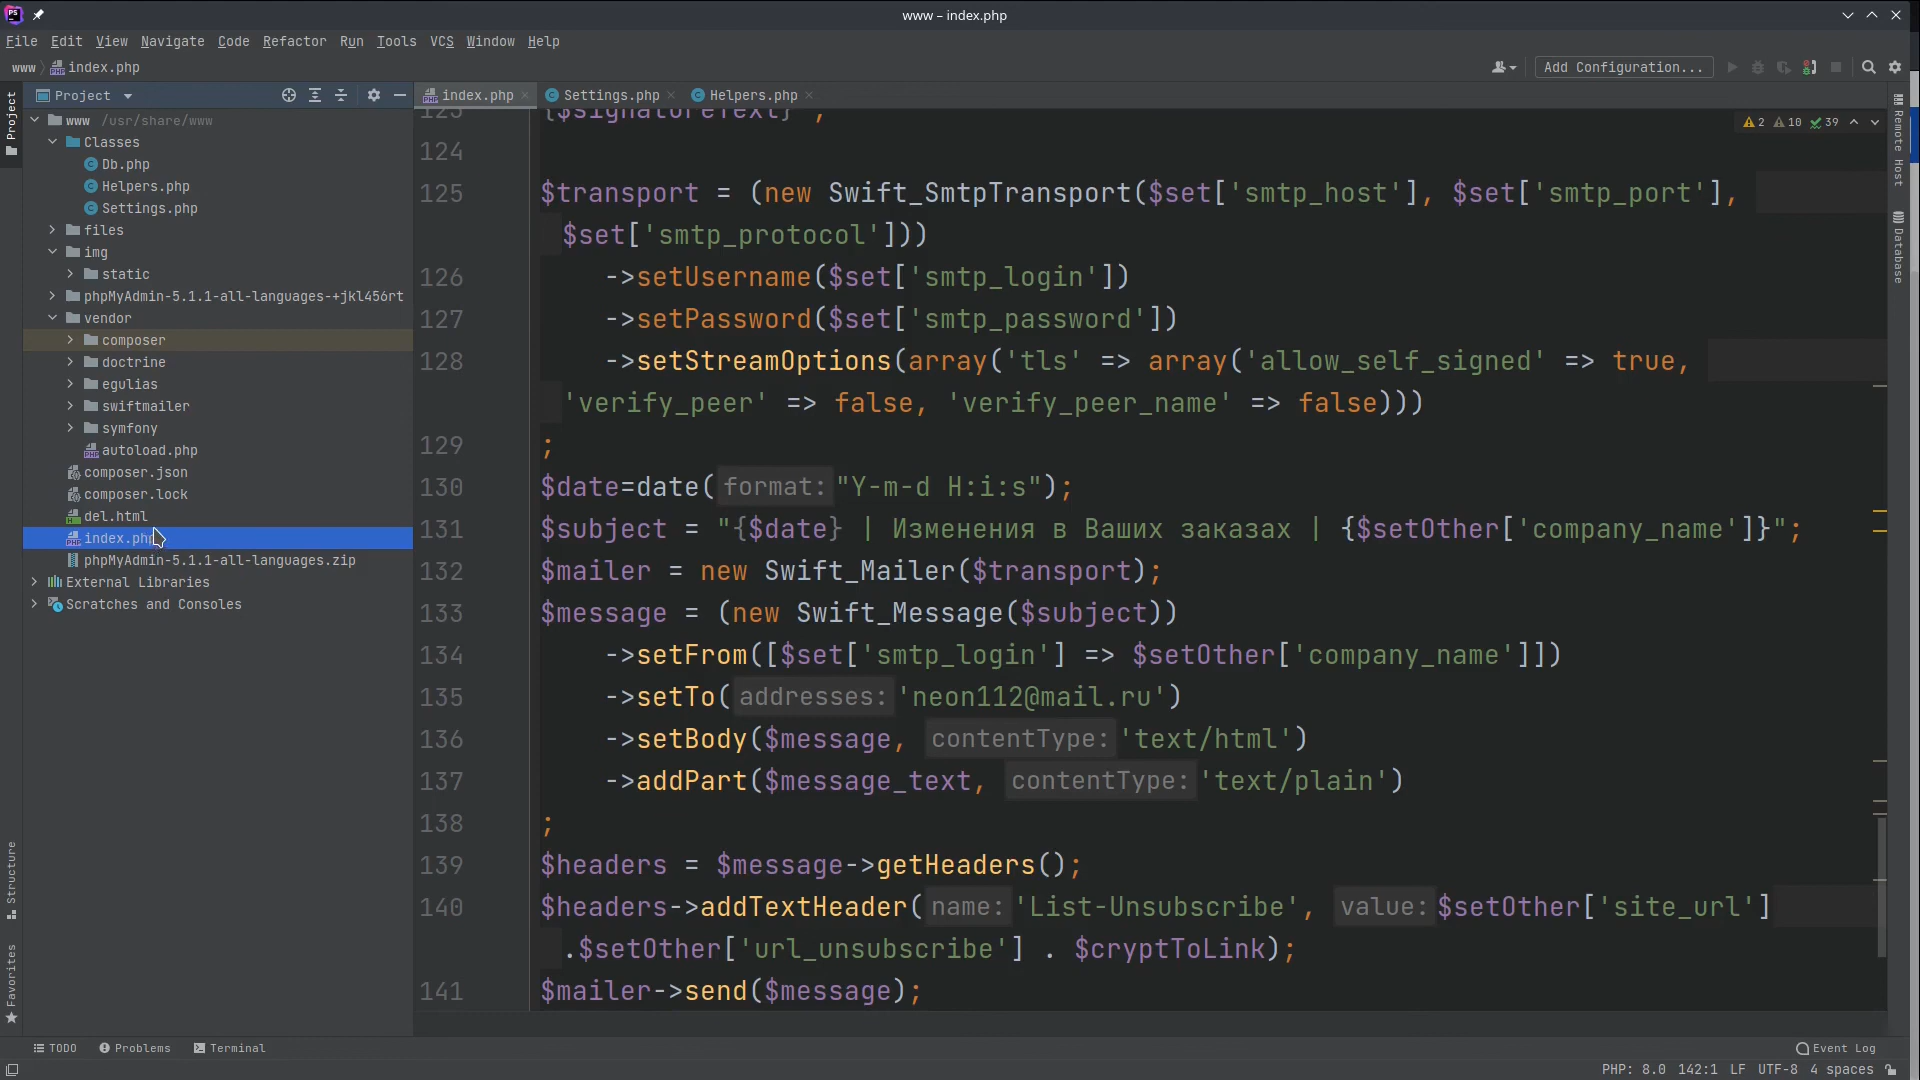 www – index.php
File Edit View Navigate Code Refactor Run Tools VCS Window Help
www index.php
Add Configuration...
Project
index.php
Settings.php
Helpers.php
Project
www /usr/share/www
Classes
Db.php
Helpers.php
Settings.php
files
img
static
phpMyAdmin-5.1.1-all-languages-+jkl456rt
vendor
composer
doctrine
egulias
swiftmailer
symfony
autoload.php
composer.json
composer.lock
del.html
index.php
phpMyAdmin-5.1.1-all-languages.zip
External Libraries
Scratches and Consoles
Structure
Favorites
2 10 39
123 {$signatureText}",
124
125 $transport = (new Swift_SmtpTransport($set['smtp_host'], $set['smtp_port'],
$set['smtp_protocol']))
126 ->setUsername($set['smtp_login'])
127 ->setPassword($set['smtp_password'])
128 ->setStreamOptions(array('tls' => array('allow_self_signed' => true,
'verify_peer' => false, 'verify_peer_name' => false)))
129 ;
130 $date=date( format: "Y-m-d H:i:s");
131 $subject = "{$date} | Изменения в Ваших заказах | {$setOther['company_name']}";
132 $mailer = new Swift_Mailer($transport);
133 $message = (new Swift_Message($subject))
134 ->setFrom([$set['smtp_login'] => $setOther['company_name']])
135 ->setTo( addresses: 'neon112@mail.ru')
136 ->setBody($message, contentType: 'text/html')
137 ->addPart($message_text, contentType: 'text/plain')
138 ;
139 $headers = $message->getHeaders();
140 $headers->addTextHeader( name: 'List-Unsubscribe', value: $setOther['site_url']
.$setOther['url_unsubscribe'] . $cryptToLink);
141 $mailer->send($message);
Remote Host
Database
TODO Problems Terminal
Event Log
PHP: 8.0 142:1 LF UTF-8 4 spaces